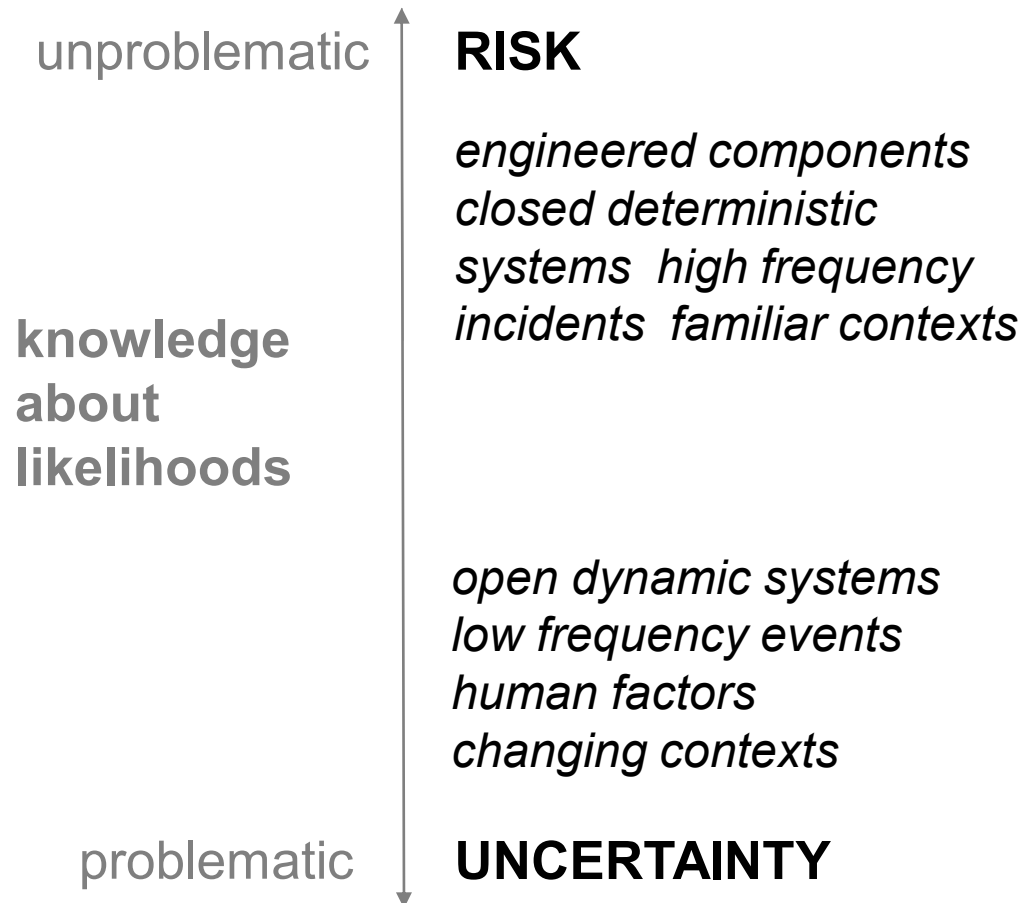 unproblematic
RISK
engineered components
closed deterministic
systems  high frequency
incidents  familiar contexts
knowledge
about
likelihoods
open dynamic systems
low frequency events
human factors
changing contexts
problematic
UNCERTAINTY